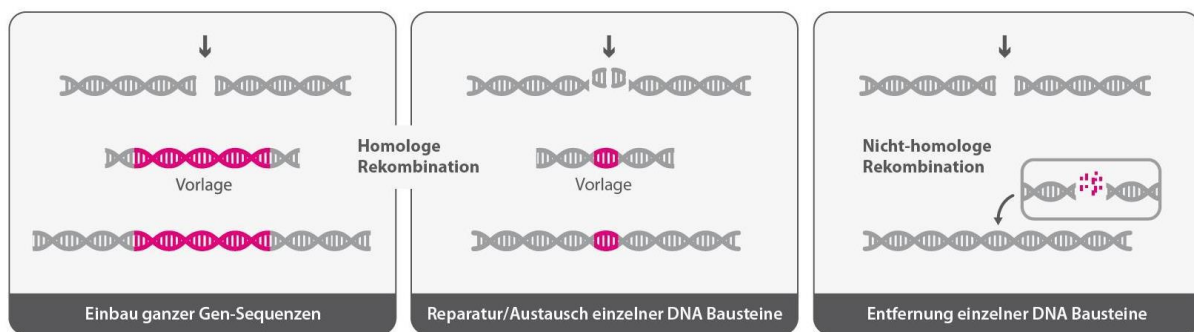 Homologe
Rekombination
Vorlage
Einbau ganzer Gen-Sequenzen
Vorlage
Reparatur/Austausch einzelner DNA Bausteine
Nicht-homologe
Rekombination
Entfernung einzelner DNA Bausteine